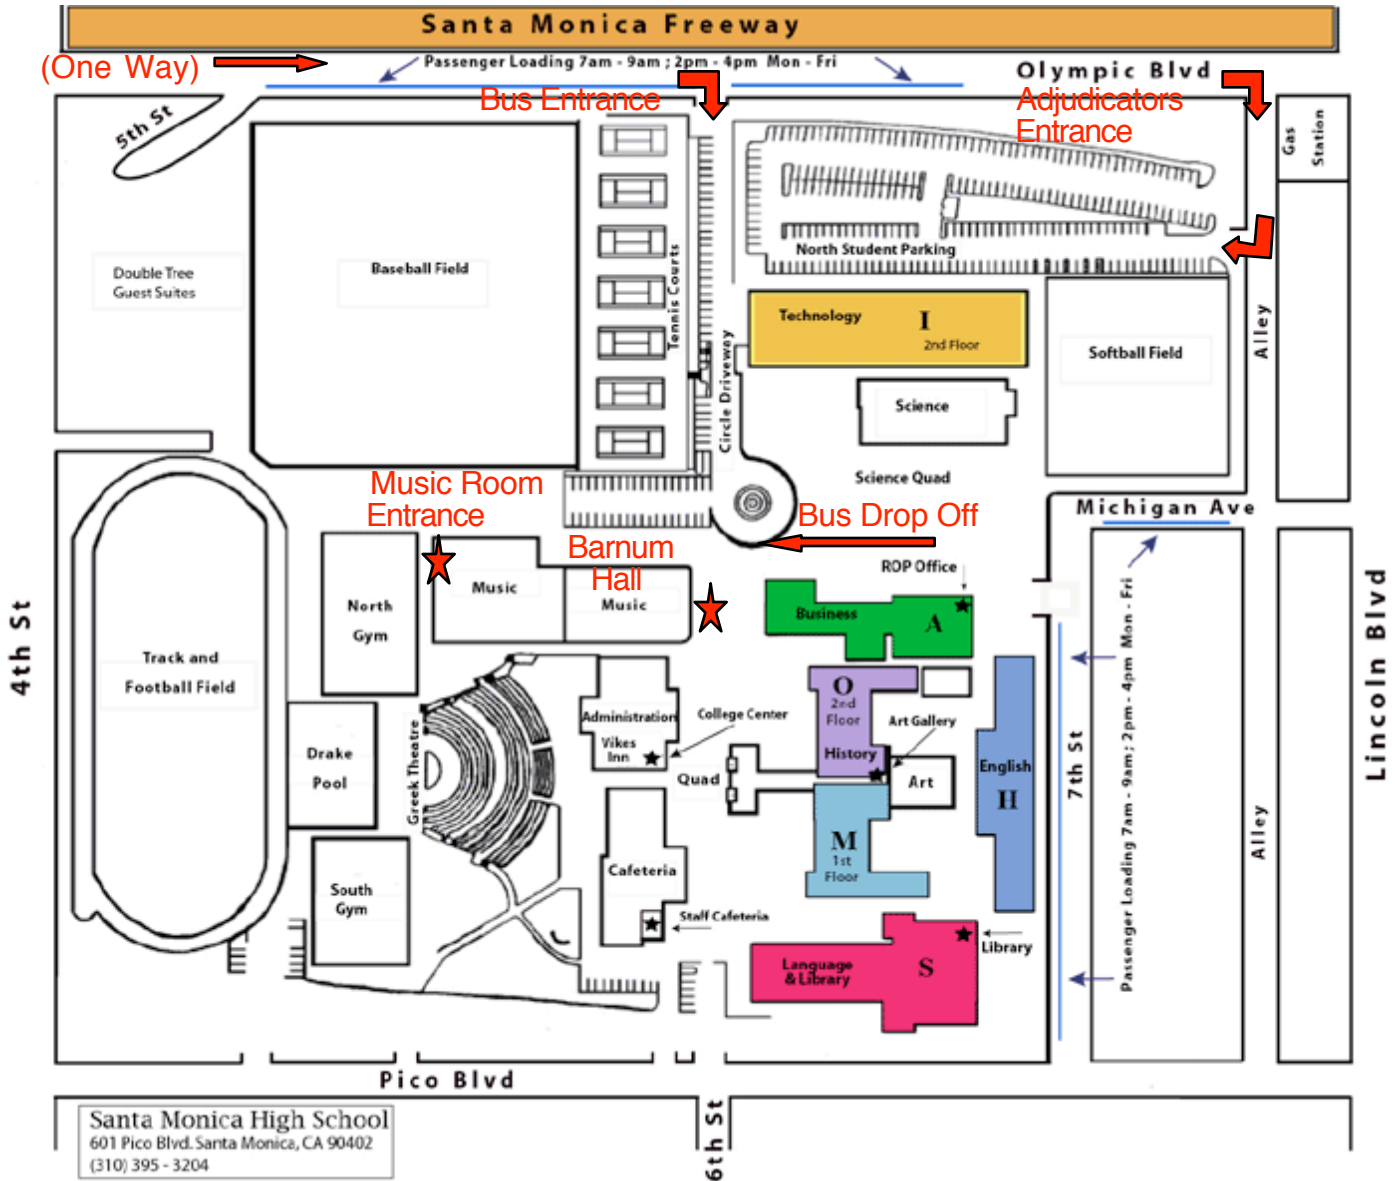 Santa Monica Freeway
(One Way)
Passenger Loading 7am - 9am ; 2pm - 4pm Mon - Fri
Olympic Blvd
Bus Entrance
Adjudicators
Entrance
5th St
Gas
Station
North Student Parking
Double Tree
Guest Suites
Baseball Field
Tennis Courts
Circle Driveway
Technology
I
2nd Floor
Softball Field
Alley
Science
Science Quad
Music Room
Entrance
Michigan Ave
Bus Drop Off
Barnum
Hall
ROP Office
Music
Music
North
Gym
Business
A
4th St
Lincoln Blvd
Track and
Football Field
O
2nd
Floor
History
Administration
Vikes
Inn
College Center
Art Gallery
Drake
Pool
Greek Theatre
Quad
Art
English
H
7th St
Passenger Loading 7am - 9am ; 2pm - 4pm Mon - Fri
Alley
M
1st
Floor
Cafeteria
South
Gym
Staff Cafeteria
Library
Language
& Library
S
Pico Blvd
6th St
Santa Monica High School
601 Pico Blvd. Santa Monica, CA 90402
(310) 395 - 3204